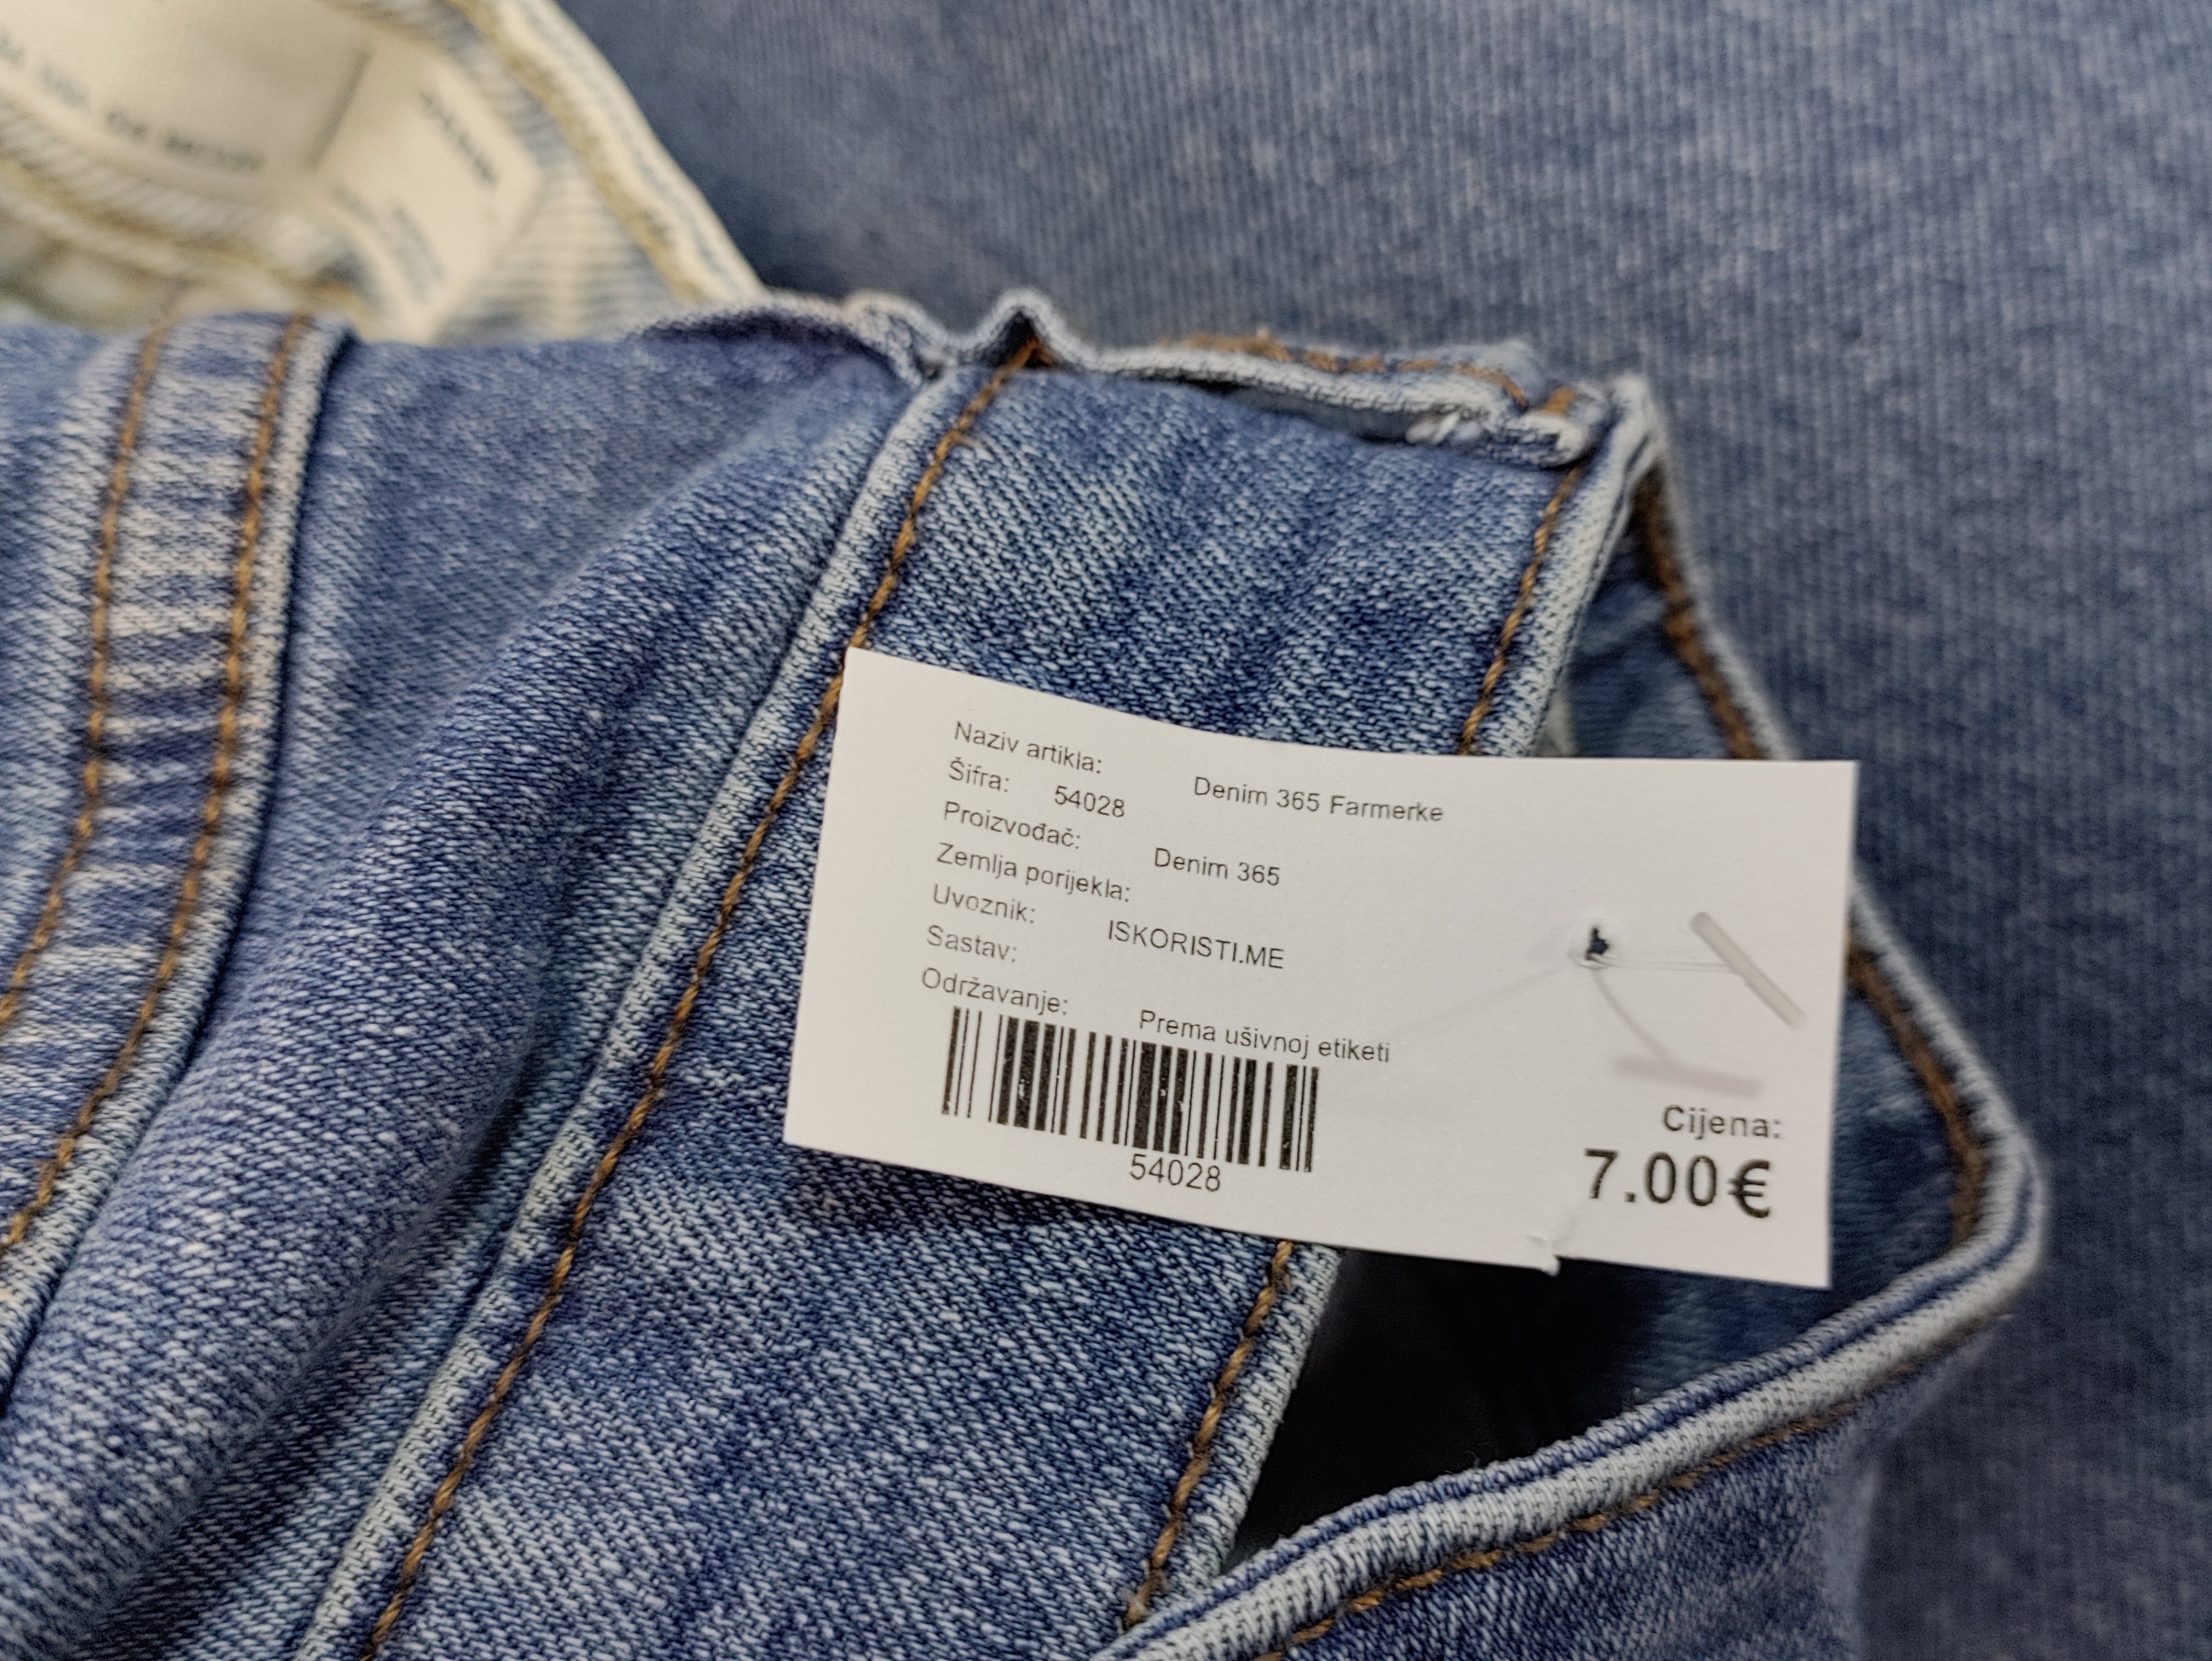 Naziv artikla: Denim 365 Farmerke
Šifra: 54028
Proizvođač: Denim 365
Zemlja porijekla:
Uvoznik: ISKORISTI.ME
Sastav:
Održavanje: Prema ušivnoj etiketi
54028
Cijena:
7.00€